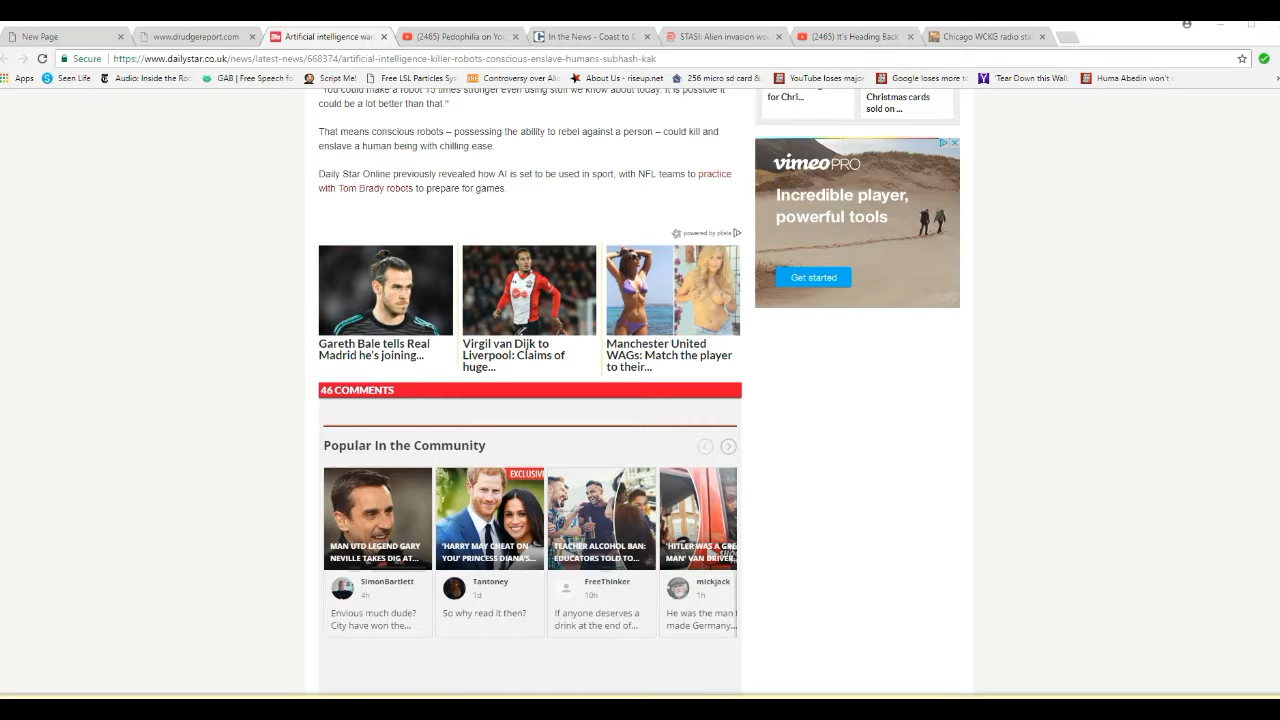 New Page
www.drudgereport.com
Artificial intelligence wa
(2465) Pedophilia on Yo
In the News - Coast to
STASI: Alien invasion wo
(2465) It's Heading Back
Chicago WCKG radio sta
Secure
https://www.dailystar.co.uk/news/latest-news/668374/artificial-intelligence-killer-robots-conscious-enslave-humans-subhash-kak
Apps
Seen Life
Audio: Inside the Ro
GAB | Free Speech fo
Script Me!
Free LSL Particles Sys
Controversy over Ali
About Us - riseup.net
256 micro sd card &
YouTube loses major
Google loses more t
'Tear Down this Wall
Huma Abedin won't
"You could make a robot 15 times stronger even using stuff we know about today. It is possible it
could be a lot better than that."
That means conscious robots – possessing the ability to rebel against a person – could kill and
enslave a human being with chilling ease.
Daily Star Online previously revealed how AI is set to be used in sport, with NFL teams to practice
with Tom Brady robots to prepare for games.
powered by plista
Gareth Bale tells Real
Madrid he's joining...
Virgil van Dijk to
Liverpool: Claims of
huge...
Manchester United
WAGs: Match the player
to their...
46 COMMENTS
Popular In the Community
MAN UTD LEGEND GARY
NEVILLE TAKES DIG AT...
SimonBartlett
4h
Envious much dude?
City have won the...
EXCLUSIV
'HARRY MAY CHEAT ON
YOU' PRINCESS DIANA'S...
Tantoney
1d
So why read it then?
TEACHER ALCOHOL BAN:
EDUCATORS TOLD TO...
FreeThinker
10h
If anyone deserves a
drink at the end of...
'HITLER WAS A GRE
MAN' VAN DRIVER
mickjack
1h
He was the man
made Germany...
for Chri...
Christmas cards
sold on ...
vimeo PRO
Incredible player,
powerful tools
Get started